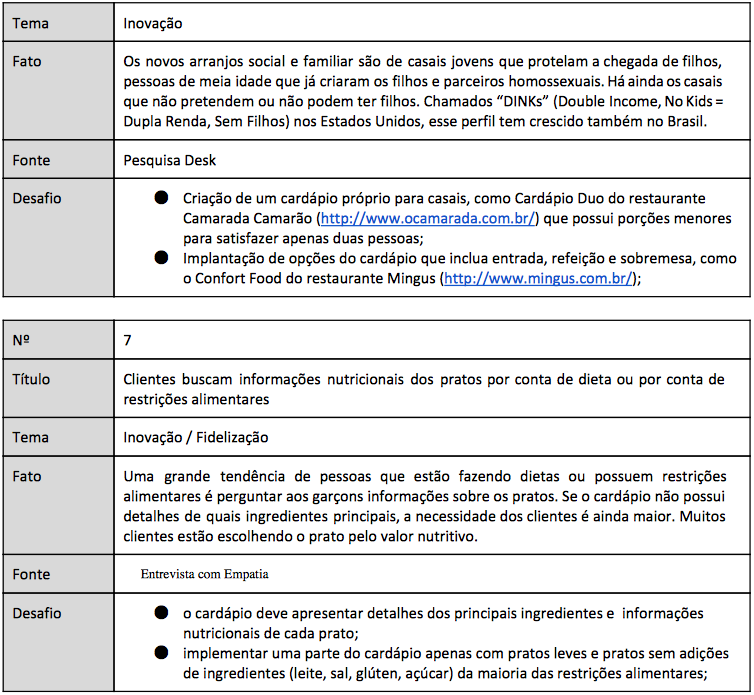 Tema
Inovação
Fato
Os novos arranjos social e familiar são de casais jovens que protelam a chegada de filhos,
pessoas de meia idade que já criaram os filhos e parceiros homossexuais. Há ainda os casais
que não pretendem ou não podem ter filhos. Chamados “DINKs” (Double Income, No Kids =
Dupla Renda, Sem Filhos) nos Estados Unidos, esse perfil tem crescido também no Brasil.
Fonte
Pesquisa Desk
Desafio
● Criação de um cardápio próprio para casais, como Cardápio Duo do restaurante
Camarada Camarão (http://www.ocamarada.com.br/) que possui porções menores
para satisfazer apenas duas pessoas;
● Implantação de opções do cardápio que inclua entrada, refeição e sobremesa, como
o Confort Food do restaurante Mingus (http://www.mingus.com.br/);
Nº
7
Título
Clientes buscam informações nutricionais dos pratos por conta de dieta ou por conta de
restrições alimentares
Tema
Inovação / Fidelização
Fato
Uma grande tendência de pessoas que estão fazendo dietas ou possuem restrições
alimentares é perguntar aos garçons informações sobre os pratos. Se o cardápio não possui
detalhes de quais ingredientes principais, a necessidade dos clientes é ainda maior. Muitos
clientes estão escolhendo o prato pelo valor nutritivo.
Fonte
Entrevista com Empatia
Desafio
● o cardápio deve apresentar detalhes dos principais ingredientes e informações
nutricionais de cada prato;
● implementar uma parte do cardápio apenas com pratos leves e pratos sem adições
de ingredientes (leite, sal, glúten, açúcar) da maioria das restrições alimentares;